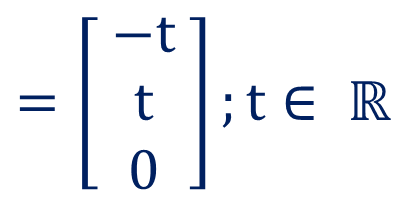 = [ −t
t
0 ] ; t ∈ ℝ